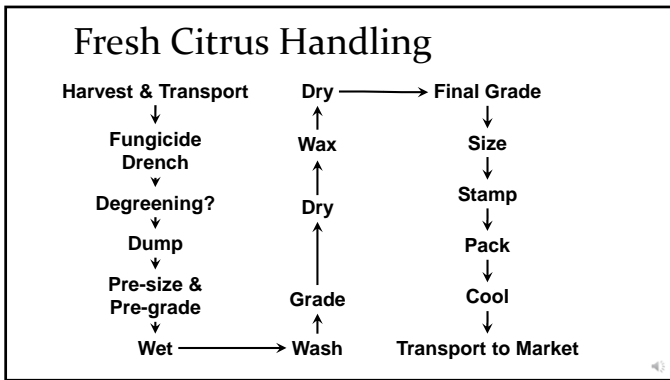 Fresh Citrus Handling
Harvest & Transport
Fungicide
Drench
Degreening?
Dump
Pre-size &
Pre-grade
Wet
Wash
Grade
Dry
Wax
Dry
Final Grade
Size
Stamp
Pack
Cool
Transport to Market